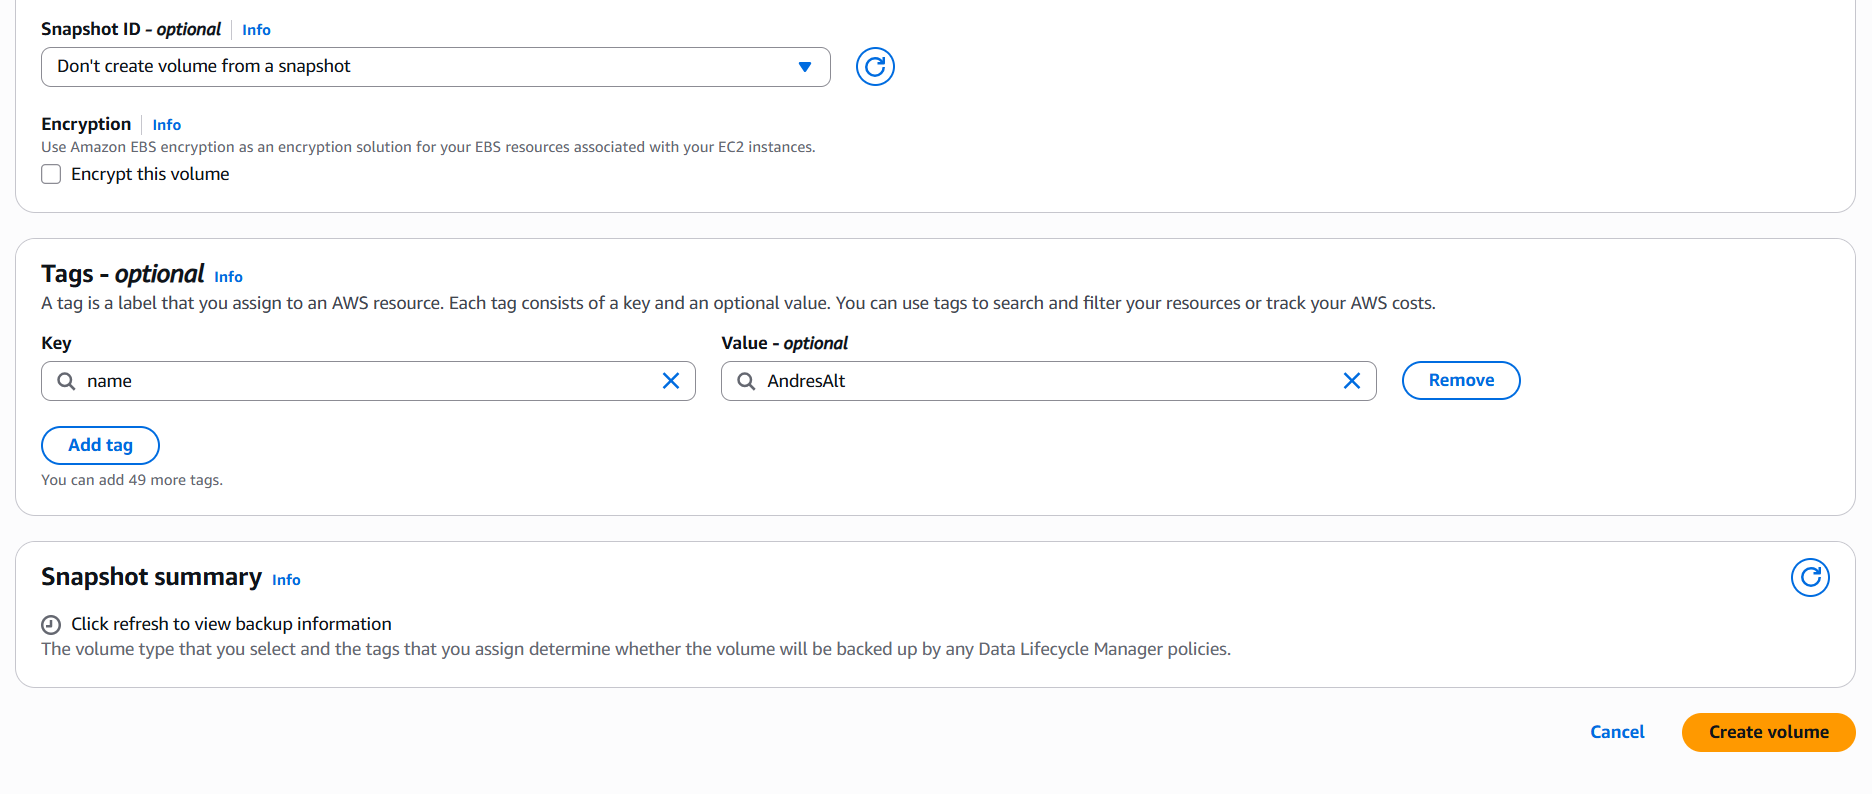 Snapshot ID - optional Info
Don't create volume from a snapshot
Encryption Info
Use Amazon EBS encryption as an encryption solution for your EBS resources associated with your EC2 instances.
Encrypt this volume
Tags - optional Info
A tag is a label that you assign to an AWS resource. Each tag consists of a key and an optional value. You can use tags to search and filter your resources or track your AWS costs.
Key Value - optional
name AndresAlt Remove
Add tag
You can add 49 more tags.
Snapshot summary Info
Click refresh to view backup information
The volume type that you select and the tags that you assign determine whether the volume will be backed up by any Data Lifecycle Manager policies.
Cancel Create volume